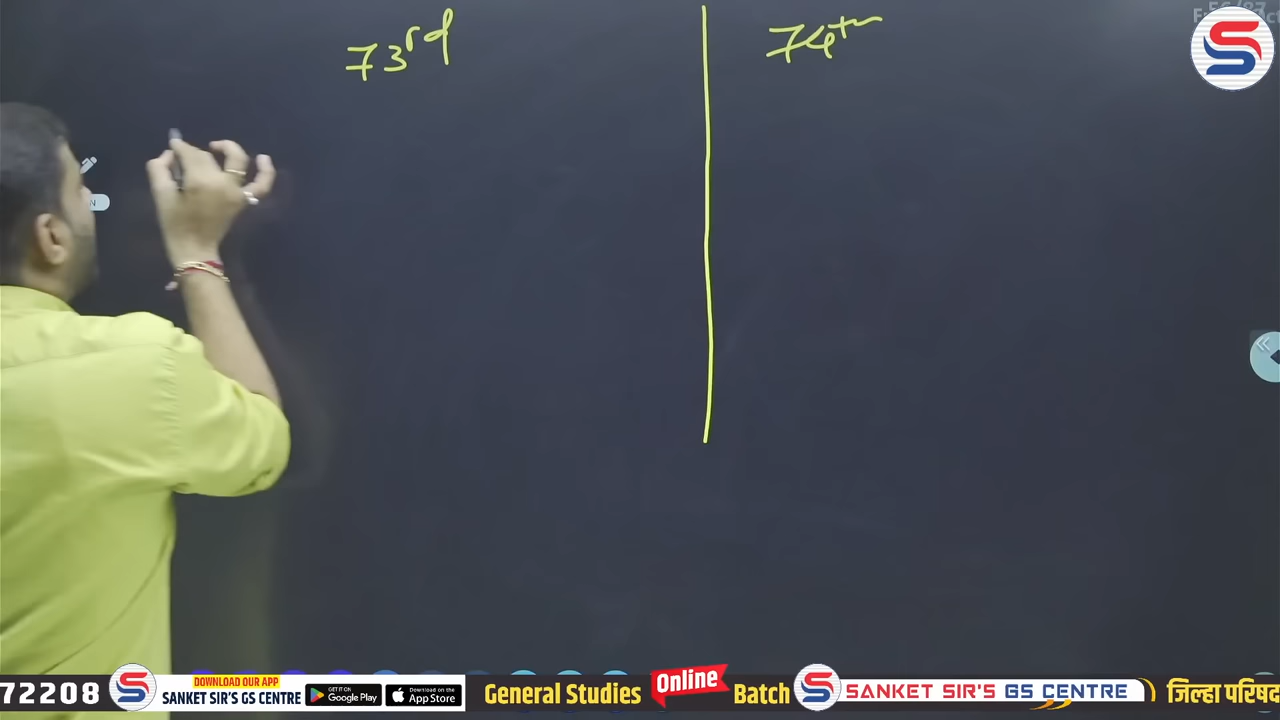 73rd
74th
72208
DOWNLOAD OUR APP
SANKET SIR'S GS CENTRE
GET IT ON
Google Play
Download on the
App Store
General Studies
Online
Batch
SANKET SIR'S GS CENTRE
जिल्हा परिषद